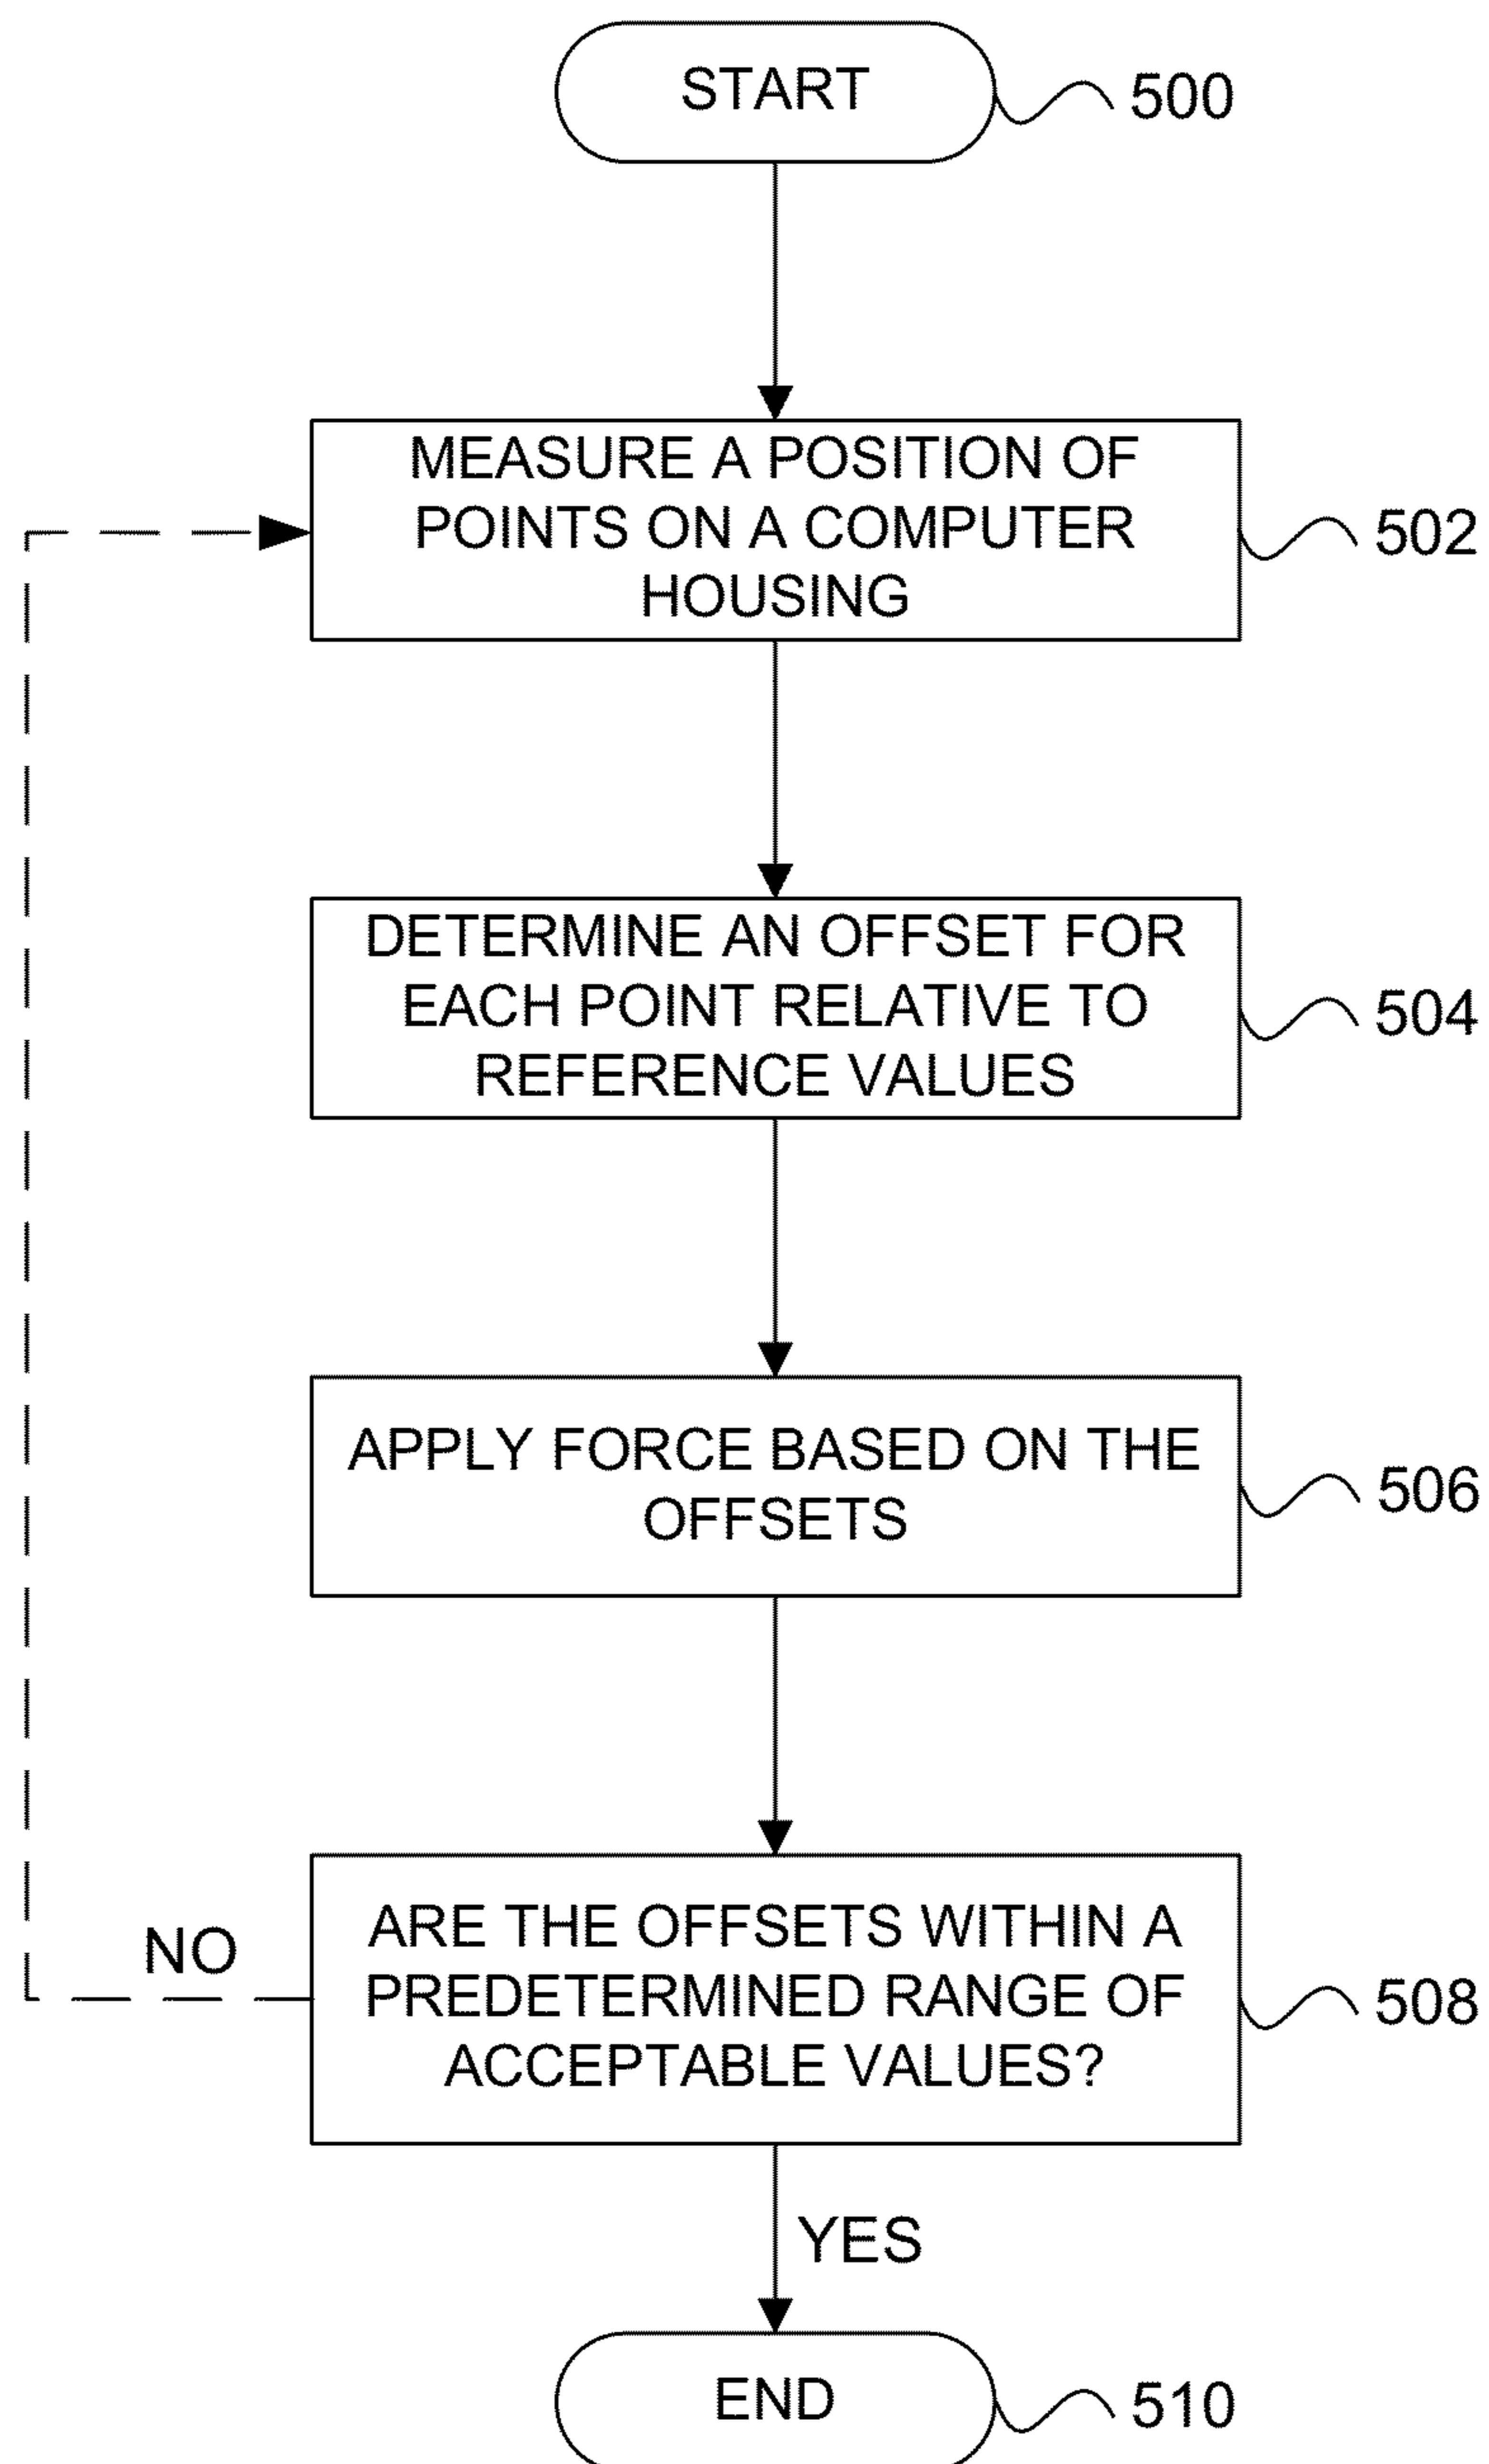 START
500
MEASURE A POSITION OF
POINTS ON A COMPUTER
HOUSING
502
DETERMINE AN OFFSET FOR
EACH POINT RELATIVE TO
REFERENCE VALUES
504
APPLY FORCE BASED ON THE
OFFSETS
506
ARE THE OFFSETS WITHIN A
PREDETERMINED RANGE OF
ACCEPTABLE VALUES?
508
NO
YES
END
510